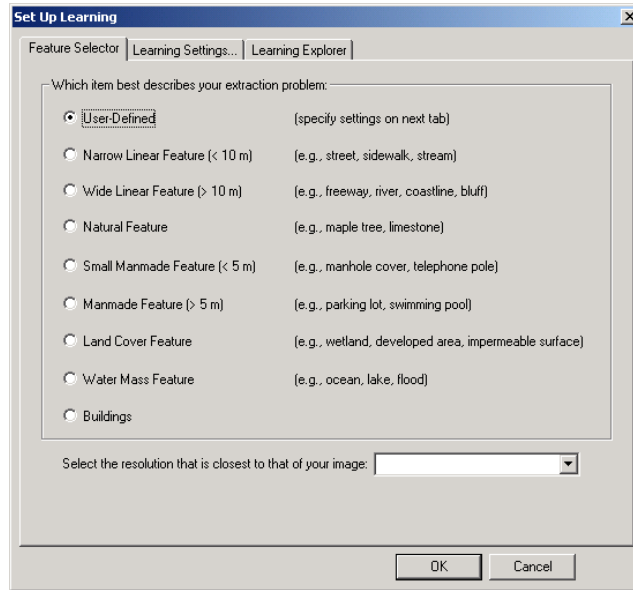 Set Up Learning
Feature Selector Learning Settings... Learning Explorer
Which item best describes your extraction problem:
User-Defined (specify settings on next tab)
Narrow Linear Feature (< 10 m) (e.g., street, sidewalk, stream)
Wide Linear Feature (> 10 m) (e.g., freeway, river, coastline, bluff)
Natural Feature (e.g., maple tree, limestone)
Small Manmade Feature (< 5 m) (e.g., manhole cover, telephone pole)
Manmade Feature (> 5 m) (e.g., parking lot, swimming pool)
Land Cover Feature (e.g., wetland, developed area, impermeable surface)
Water Mass Feature (e.g., ocean, lake, flood)
Buildings
Select the resolution that is closest to that of your image:
OK Cancel